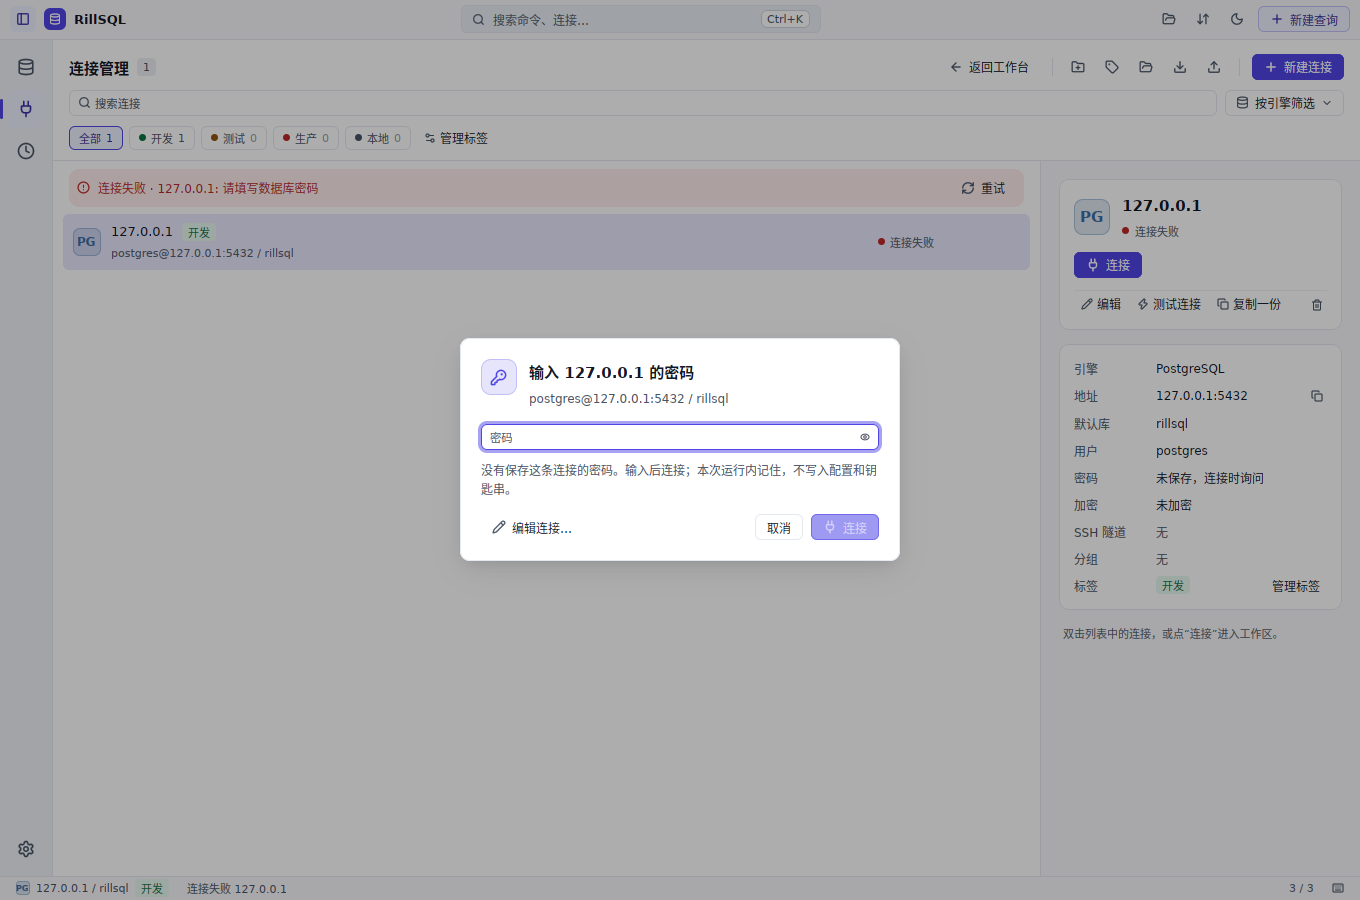 RillSQL
搜索命令、连接...
Ctrl+K
新建查询
连接管理 1
返回工作台
新建连接
搜索连接
按引擎筛选
全部 1
开发 1
测试 0
生产 0
本地 0
管理标签
连接失败 · 127.0.0.1: 请填写数据库密码
重试
PG
127.0.0.1 开发
postgres@127.0.0.1:5432 / rillsql
连接失败
PG
127.0.0.1
连接失败
连接
编辑
测试连接
复制一份
引擎 PostgreSQL
地址 127.0.0.1:5432
默认库 rillsql
用户 postgres
密码 未保存，连接时询问
加密 未加密
SSH 隧道 无
分组 无
标签 开发 管理标签
双击列表中的连接，或点“连接”进入工作区。
输入 127.0.0.1 的密码
postgres@127.0.0.1:5432 / rillsql
密码
没有保存这条连接的密码。输入后连接；本次运行内记住，不写入配置和钥
匙串。
编辑连接...
取消
连接
PG 127.0.0.1 / rillsql 开发 连接失败 127.0.0.1
3 / 3